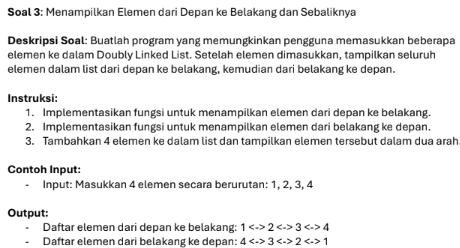 Soal 3: Menampilkan Elemen dari Depan ke Belakang dan Sebaliknya
Deskripsi Soal: Buatlah program yang memungkinkan pengguna memasukkan beberapa
elemen ke dalam Doubly Linked List. Setelah elemen dimasukkan, tampilkan seluruh
elemen dalam list dari depan ke belakang, kemudian dari belakang ke depan.
Instruksi:
1. Implementasikan fungsi untuk menampilkan elemen dari depan ke belakang.
2. Implementasikan fungsi untuk menampilkan elemen dari belakang ke depan.
3. Tambahkan 4 elemen ke dalam list dan tampilkan elemen tersebut dalam dua arah
Contoh Input:
- Input: Masukkan 4 elemen secara berurutan: 1, 2, 3, 4
Output:
- Daftar elemen dari depan ke belakang: 1 <-> 2 <-> 3 <-> 4
- Daftar elemen dari belakang ke depan: 4 <-> 3 <-> 2 <-> 1